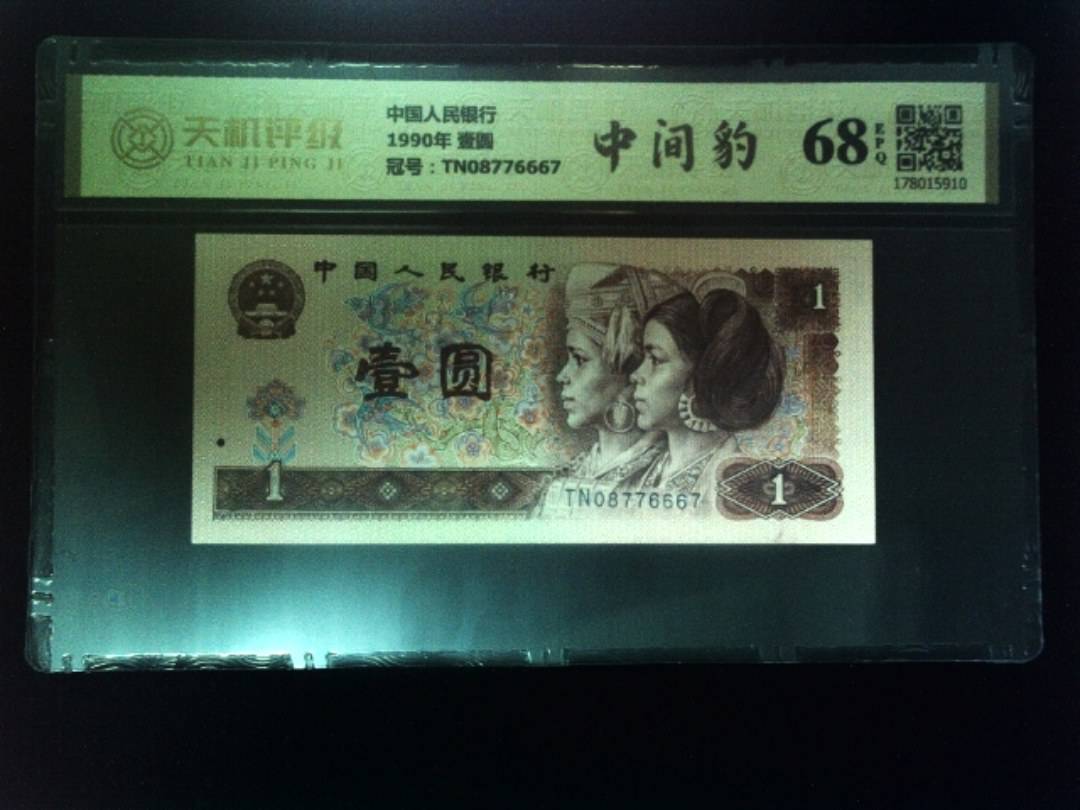 天机评级
TIAN JI PING JI
中国人民银行
1990年 壹圆
冠号：TN08776667
中间豹
68
EPQ
178015910
中国人民银行
壹圆
1
1
TN08776667
1